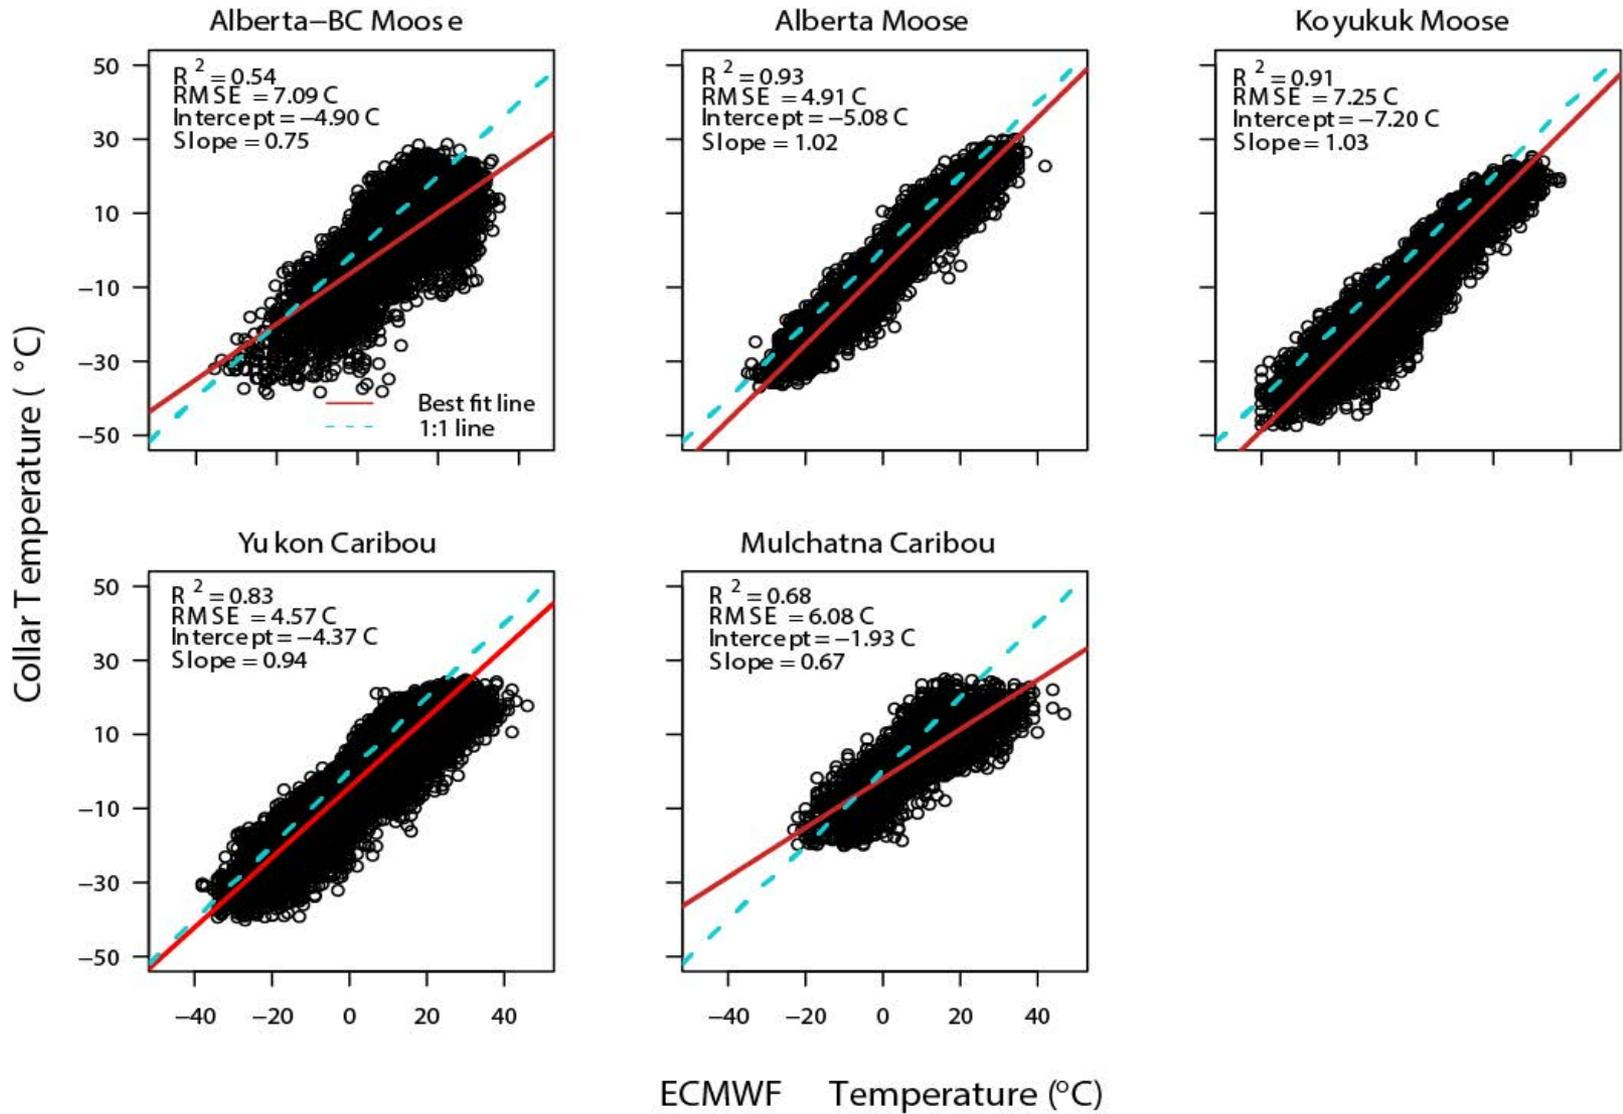 Alberta−BC Moose
Alberta Moose
Koyukuk Moose
50
30
10
−10
−30
−50
R 2 = 0.54
RMSE = 7.09 C
Intercept = −4.90 C
Slope = 0.75
Best fit line
1:1 line
R 2 = 0.93
RMSE = 4.91 C
Intercept = −5.08 C
Slope = 1.02
R 2 = 0.91
RMSE = 7.25 C
Intercept = −7.20 C
Slope = 1.03
Collar Temperature ( °C)
Yukon Caribou
Mulchatna Caribou
50
30
10
−10
−30
−50
R 2 = 0.83
RMSE = 4.57 C
Intercept = −4.37 C
Slope = 0.94
R 2 = 0.68
RMSE = 6.08 C
Intercept = −1.93 C
Slope = 0.67
−40 −20 0 20 40
−40 −20 0 20 40
ECMWF Temperature (°C)